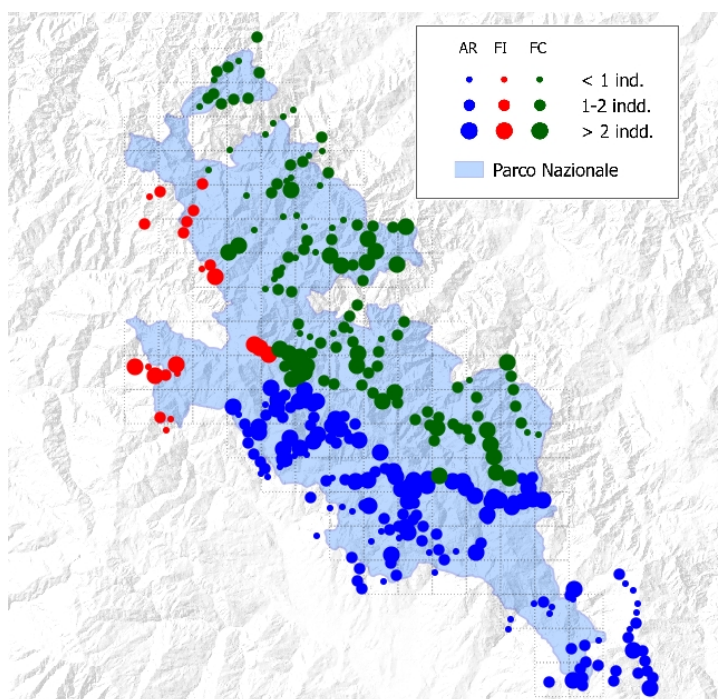 AR FI FC
< 1 ind.
1-2 indd.
> 2 indd.
Parco Nazionale